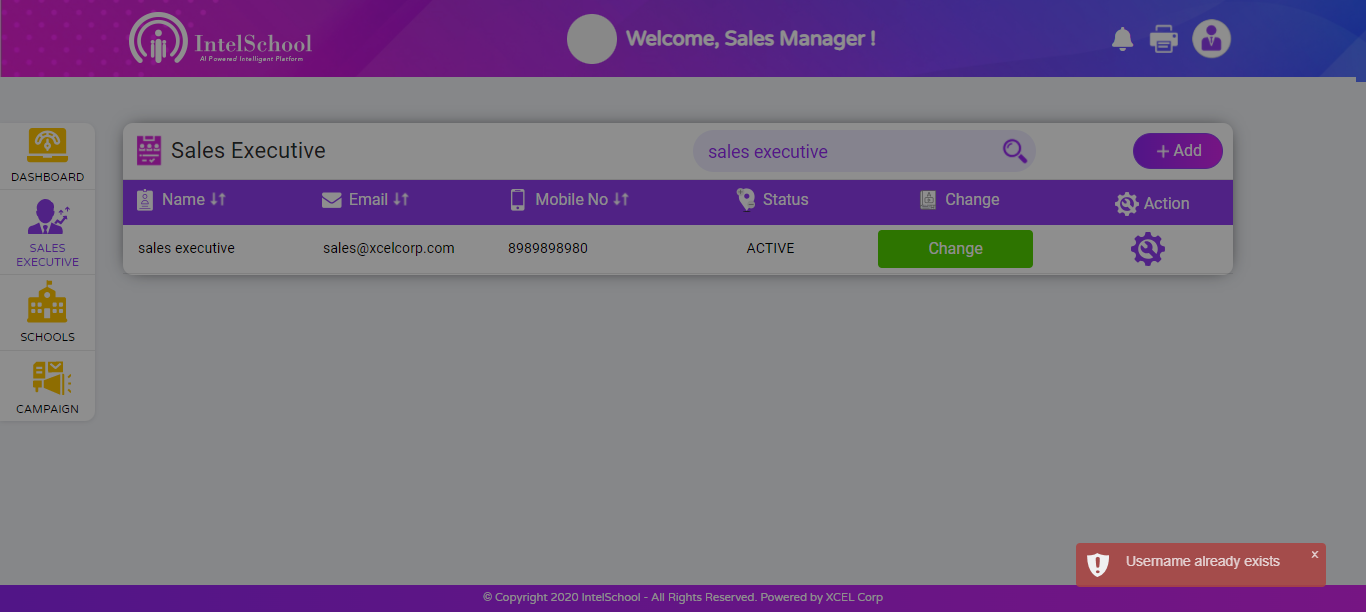 IntelSchool
AI Powered Intelligent Platform
Welcome, Sales Manager !
DASHBOARD
SALES
EXECUTIVE
SCHOOLS
CAMPAIGN
Sales Executive
sales executive
+ Add
Name Email Mobile No Status Change Action
sales executive sales@xcelcorp.com 8989898980 ACTIVE Change
Username already exists x
© Copyright 2020 IntelSchool - All Rights Reserved. Powered by XCEL Corp